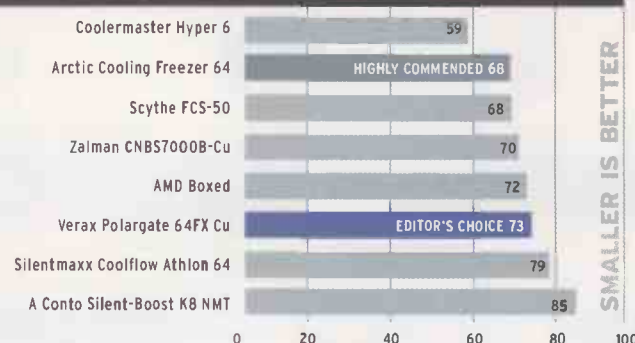 Coolermaster Hyper 6 59
Arctic Cooling Freezer 64 HIGHLY COMMENDED 68
Scythe FCS-50 68
Zalman CNBS7000B-Cu 70
AMD Boxed 72
Verax Polargate 64FX Cu EDITOR'S CHOICE 73
Silentmaxx Coolflow Athlon 64 79
A Conto Silent-Boost K8 NMT 85
0 20 40 60 80 100
SMALLER IS BETTER